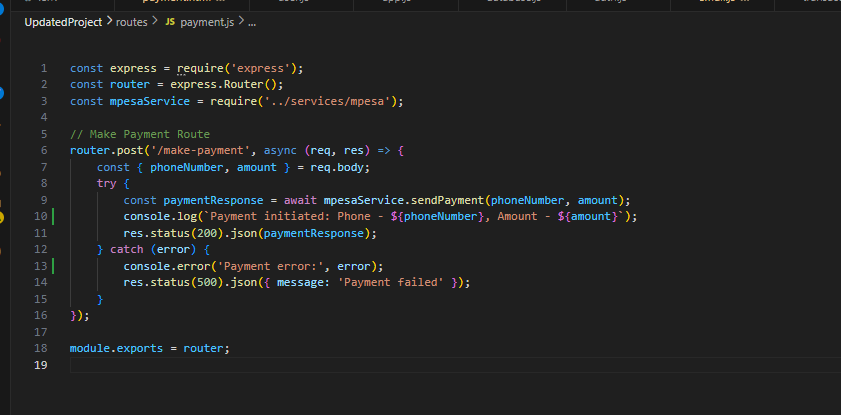 UpdatedProject > routes > JS payment.js > ...
1 const express = require('express');
2 const router = express.Router();
3 const mpesaService = require('../services/mpesa');
4
5 // Make Payment Route
6 router.post('/make-payment', async (req, res) => {
7 const { phoneNumber, amount } = req.body;
8 try {
9 const paymentResponse = await mpesaService.sendPayment(phoneNumber, amount);
10 console.log(`Payment initiated: Phone - ${phoneNumber}, Amount - ${amount}`);
11 res.status(200).json(paymentResponse);
12 } catch (error) {
13 console.error('Payment error:', error);
14 res.status(500).json({ message: 'Payment failed' });
15 }
16 });
17
18 module.exports = router;
19